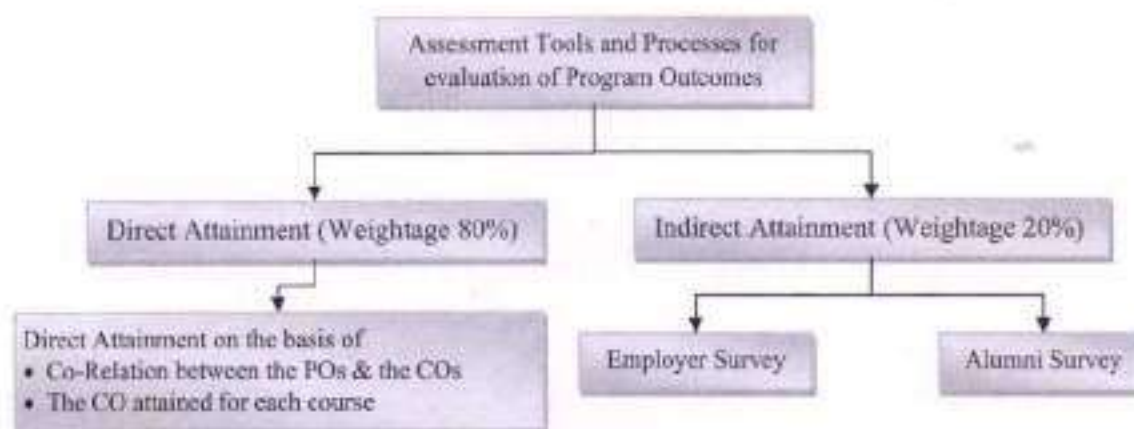 Assessment Tools and Processes for
evaluation of Program Outcomes
Direct Attainment (Weightage 80%)
Indirect Attainment (Weightage 20%)
Direct Attainment on the basis of
• Co-Relation between the POs & the COs
• The CO attained for each course
Employer Survey
Alumni Survey